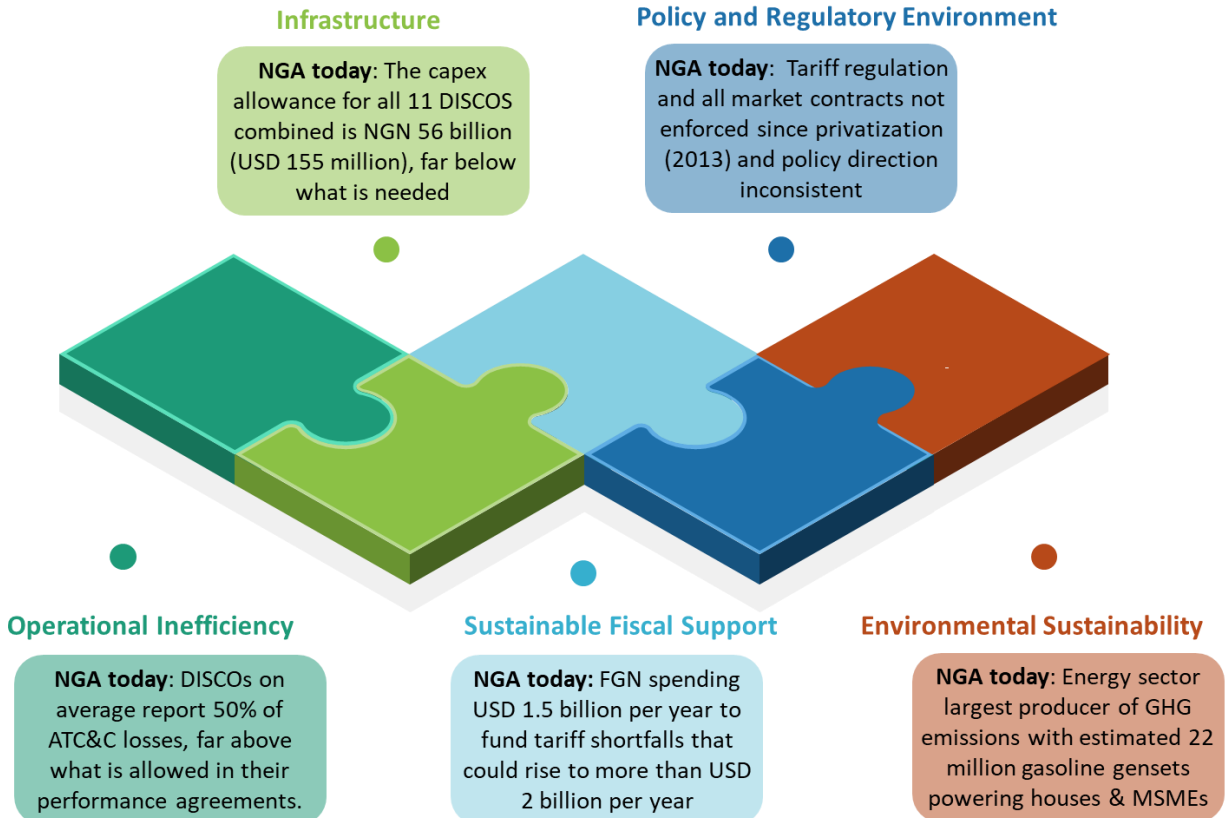 Infrastructure
NGA today: The capex
allowance for all 11 DISCOS
combined is NGN 56 billion
(USD 155 million), far below
what is needed
Policy and Regulatory Environment
NGA today:  Tariff regulation
and all market contracts not
enforced since privatization
(2013) and policy direction
inconsistent
Operational Inefficiency
NGA today: DISCOs on
average report 50% of
ATC&C losses, far above
what is allowed in their
performance agreements.
Sustainable Fiscal Support
NGA today: FGN spending
USD 1.5 billion per year to
fund tariff shortfalls that
could rise to more than USD
2 billion per year
Environmental Sustainability
NGA today: Energy sector
largest producer of GHG
emissions with estimated 22
million gasoline gensets
powering houses & MSMEs